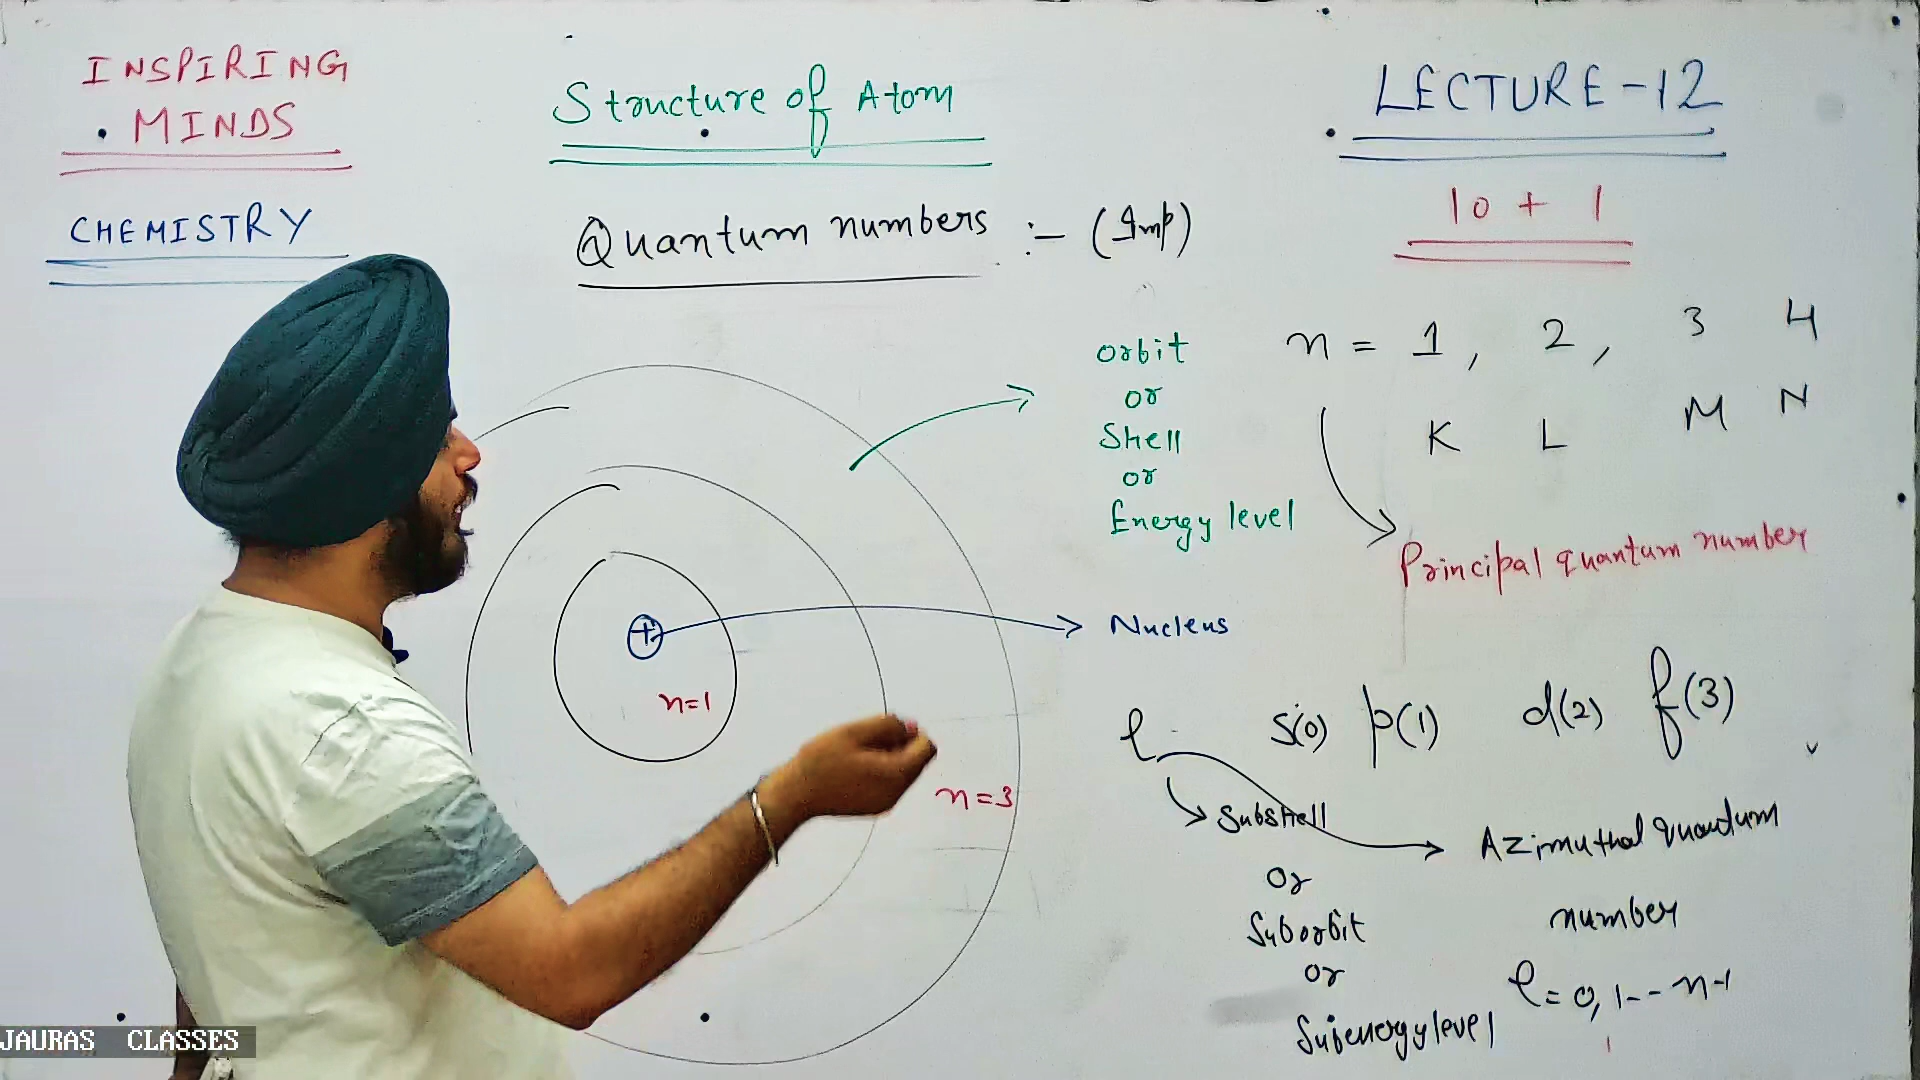 INSPIRING
MINDS
CHEMISTRY
Structure of Atom
Quantum numbers :- (Imp)
LECTURE-12
10+1
orbit
or
Shell
or
Energy level
n = 1, 2, 3 4
K L M N
Principal quantum number
+
Nucleus
n=1
n=3
l s(0) p(1) d(2) f(3)
Substell
or
Suborbit
or
Subenergy level
Azimuthal quantum
number
l=0,1--n-1
JAURAS CLASSES